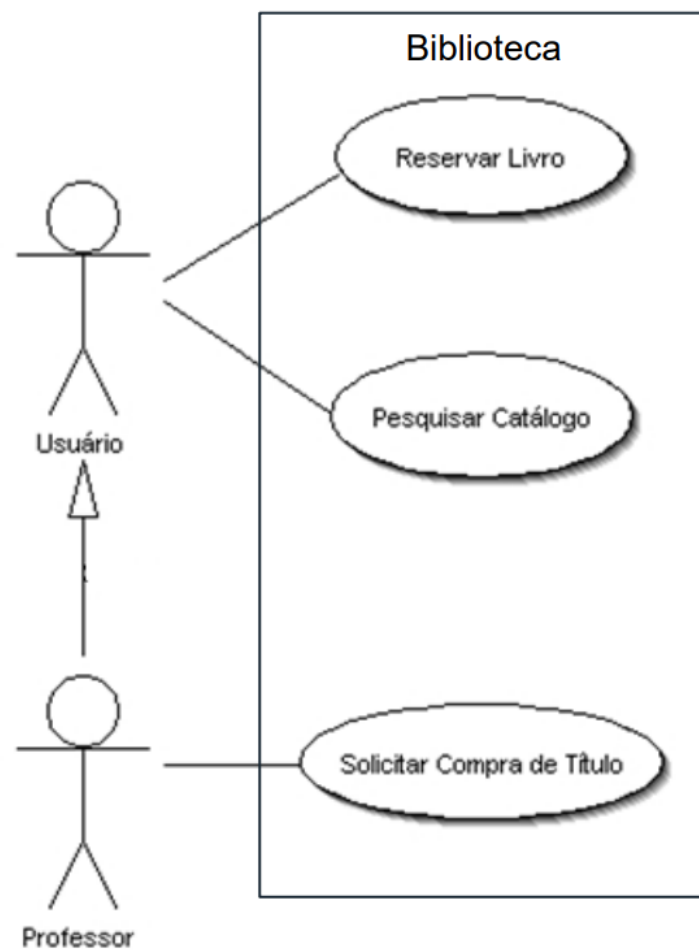 Biblioteca
Reservar Livro
Usuário
Pesquisar Catálogo
Solicitar Compra de Título
Professor